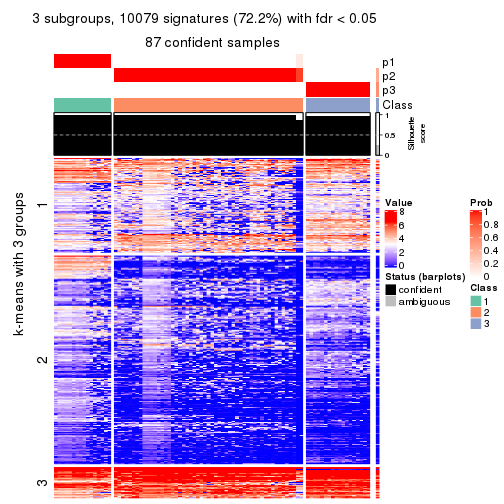 3 subgroups, 10079 signatures (72.2%) with fdr < 0.05
87 confident samples
p1
p2
p3
Class
1
0.5
0
Silhouette
score
k-means with 3 groups
1
2
3
Value
8
6
4
2
0
Status (barplots)
confident
ambiguous
Prob
1
0.8
0.6
0.4
0.2
0
Class
1
2
3